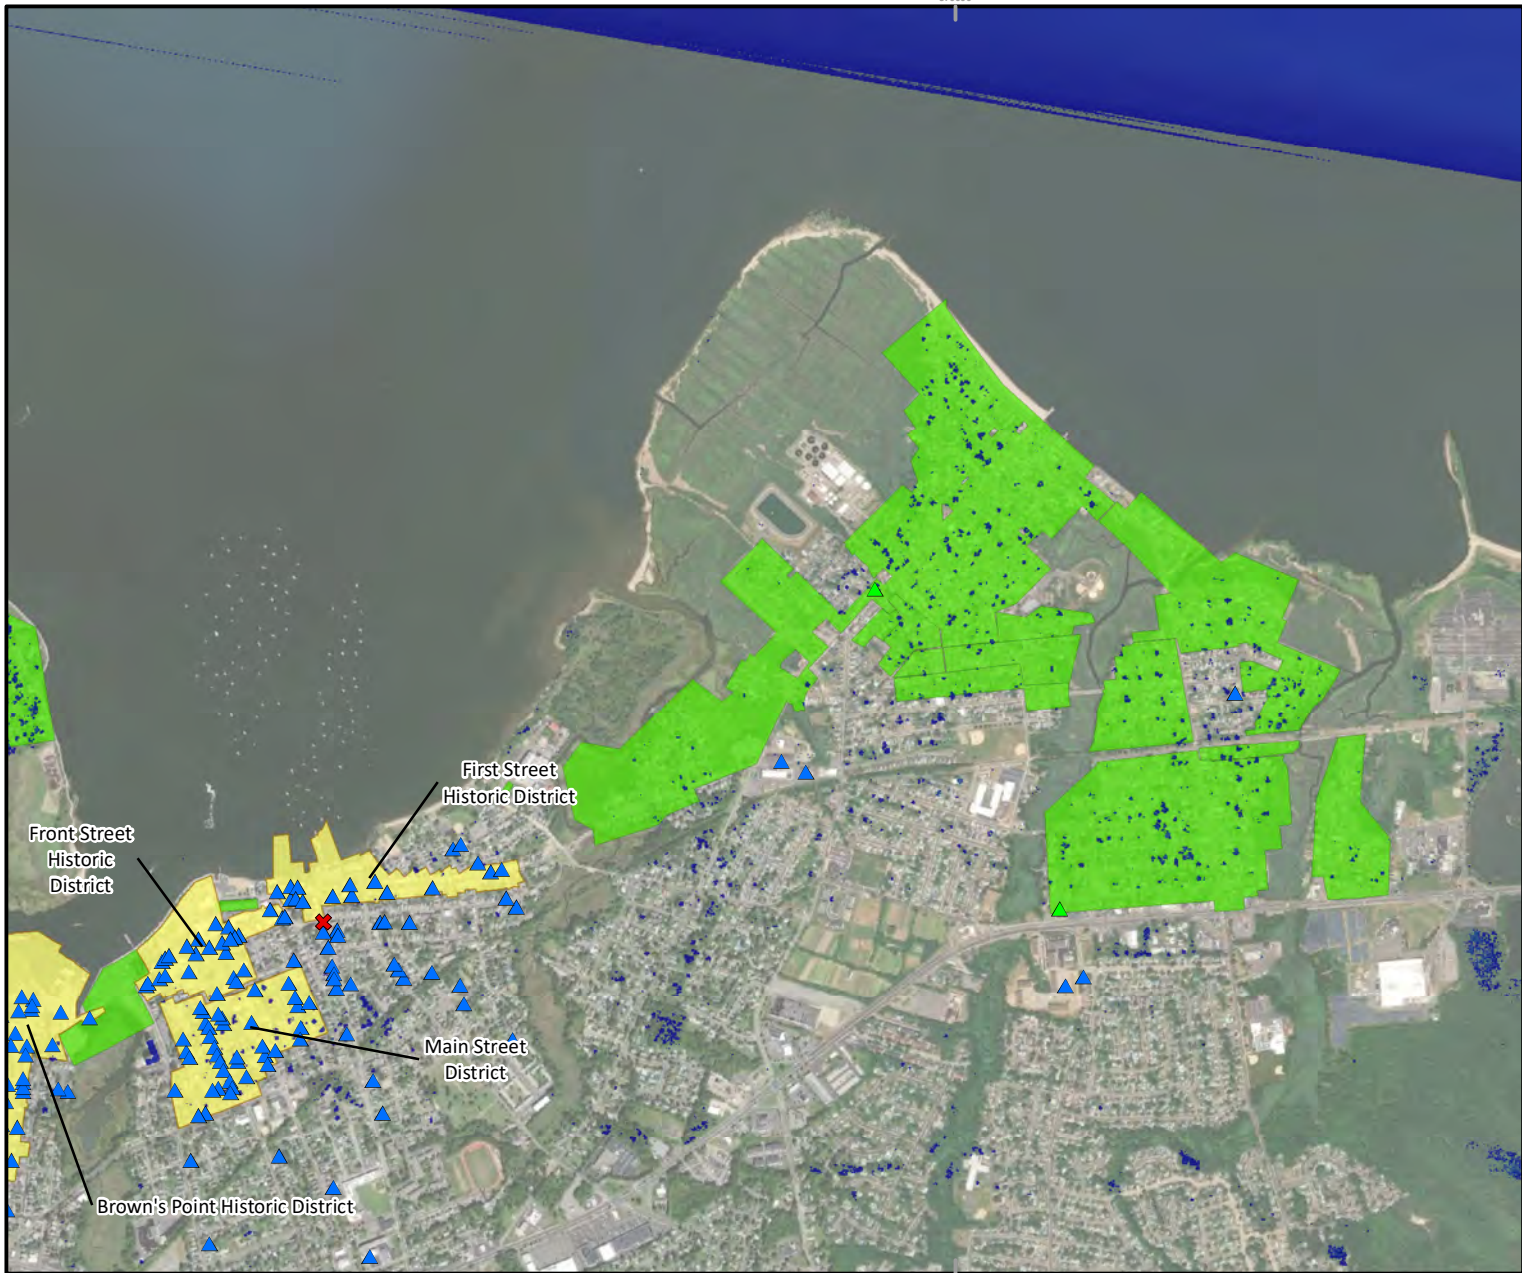 First Street
Historic District
Front Street
Historic
District
Main Street
District
Brown's Point Historic District